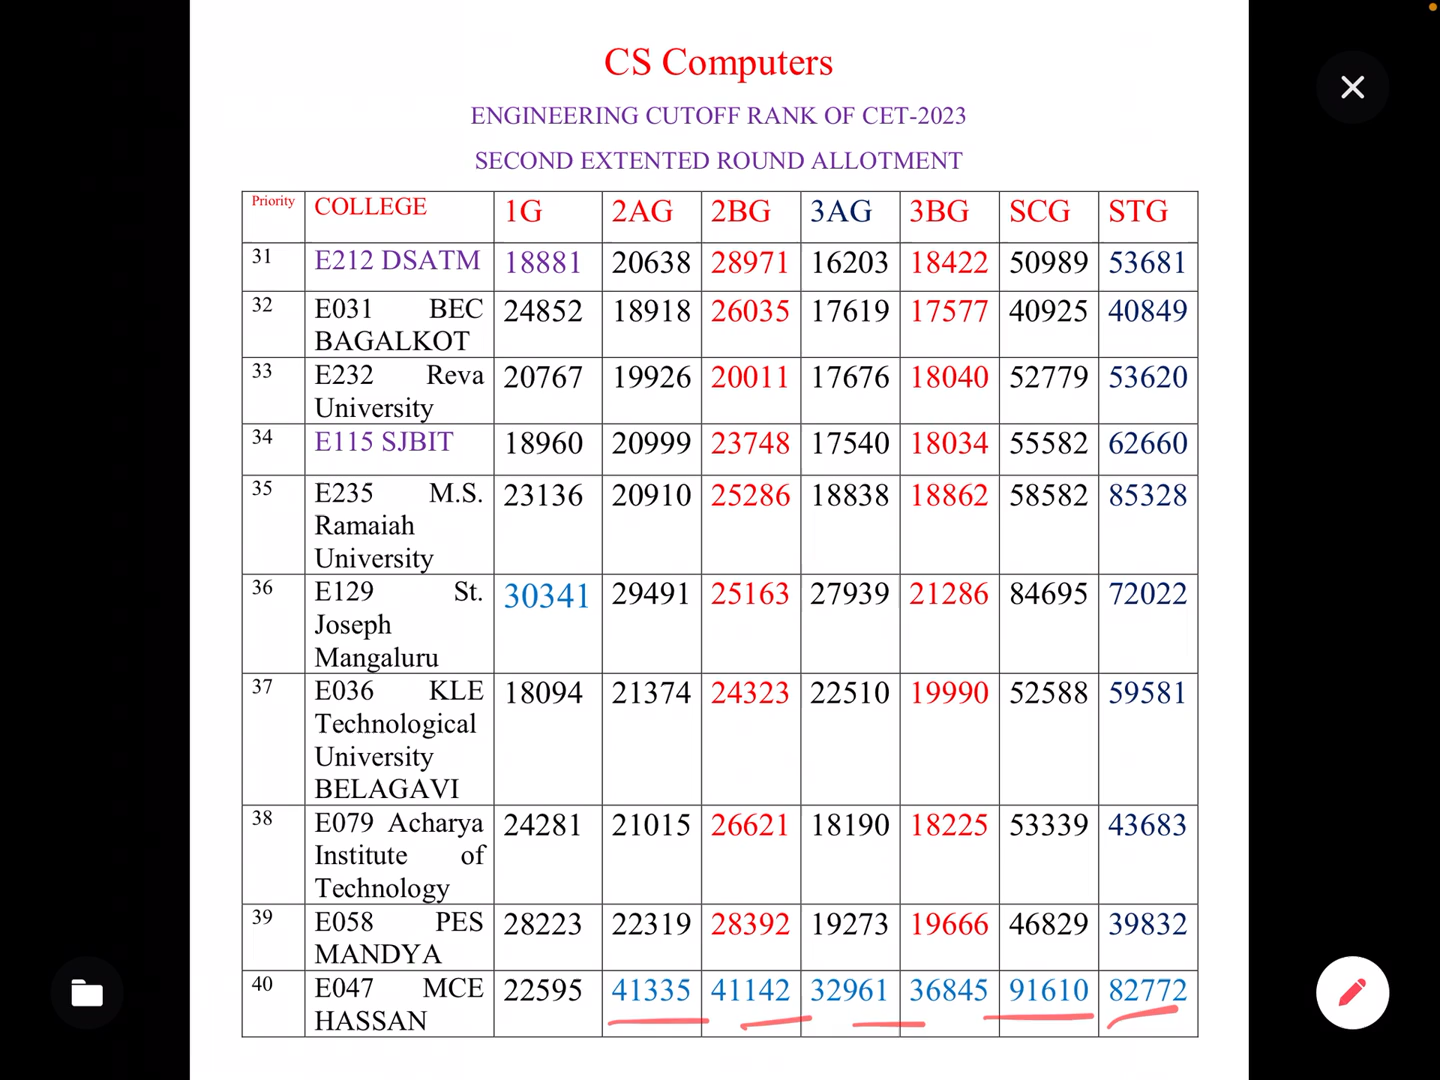 CS Computers
ENGINEERING CUTOFF RANK OF CET-2023
SECOND EXTENTED ROUND ALLOTMENT
Priority COLLEGE 1G 2AG 2BG 3AG 3BG SCG STG
31 E212 DSATM 18881 20638 28971 16203 18422 50989 53681
32 E031 BEC 24852 18918 26035 17619 17577 40925 40849
BAGALKOT
33 E232 Reva 20767 19926 20011 17676 18040 52779 53620
University
34 E115 SJBIT 18960 20999 23748 17540 18034 55582 62660
35 E235 M.S. 23136 20910 25286 18838 18862 58582 85328
Ramaiah
University
36 E129 St. 30341 29491 25163 27939 21286 84695 72022
Joseph
Mangaluru
37 E036 KLE 18094 21374 24323 22510 19990 52588 59581
Technological
University
BELAGAVI
38 E079 Acharya 24281 21015 26621 18190 18225 53339 43683
Institute of
Technology
39 E058 PES 28223 22319 28392 19273 19666 46829 39832
MANDYA
40 E047 MCE 22595 41335 41142 32961 36845 91610 82772
HASSAN